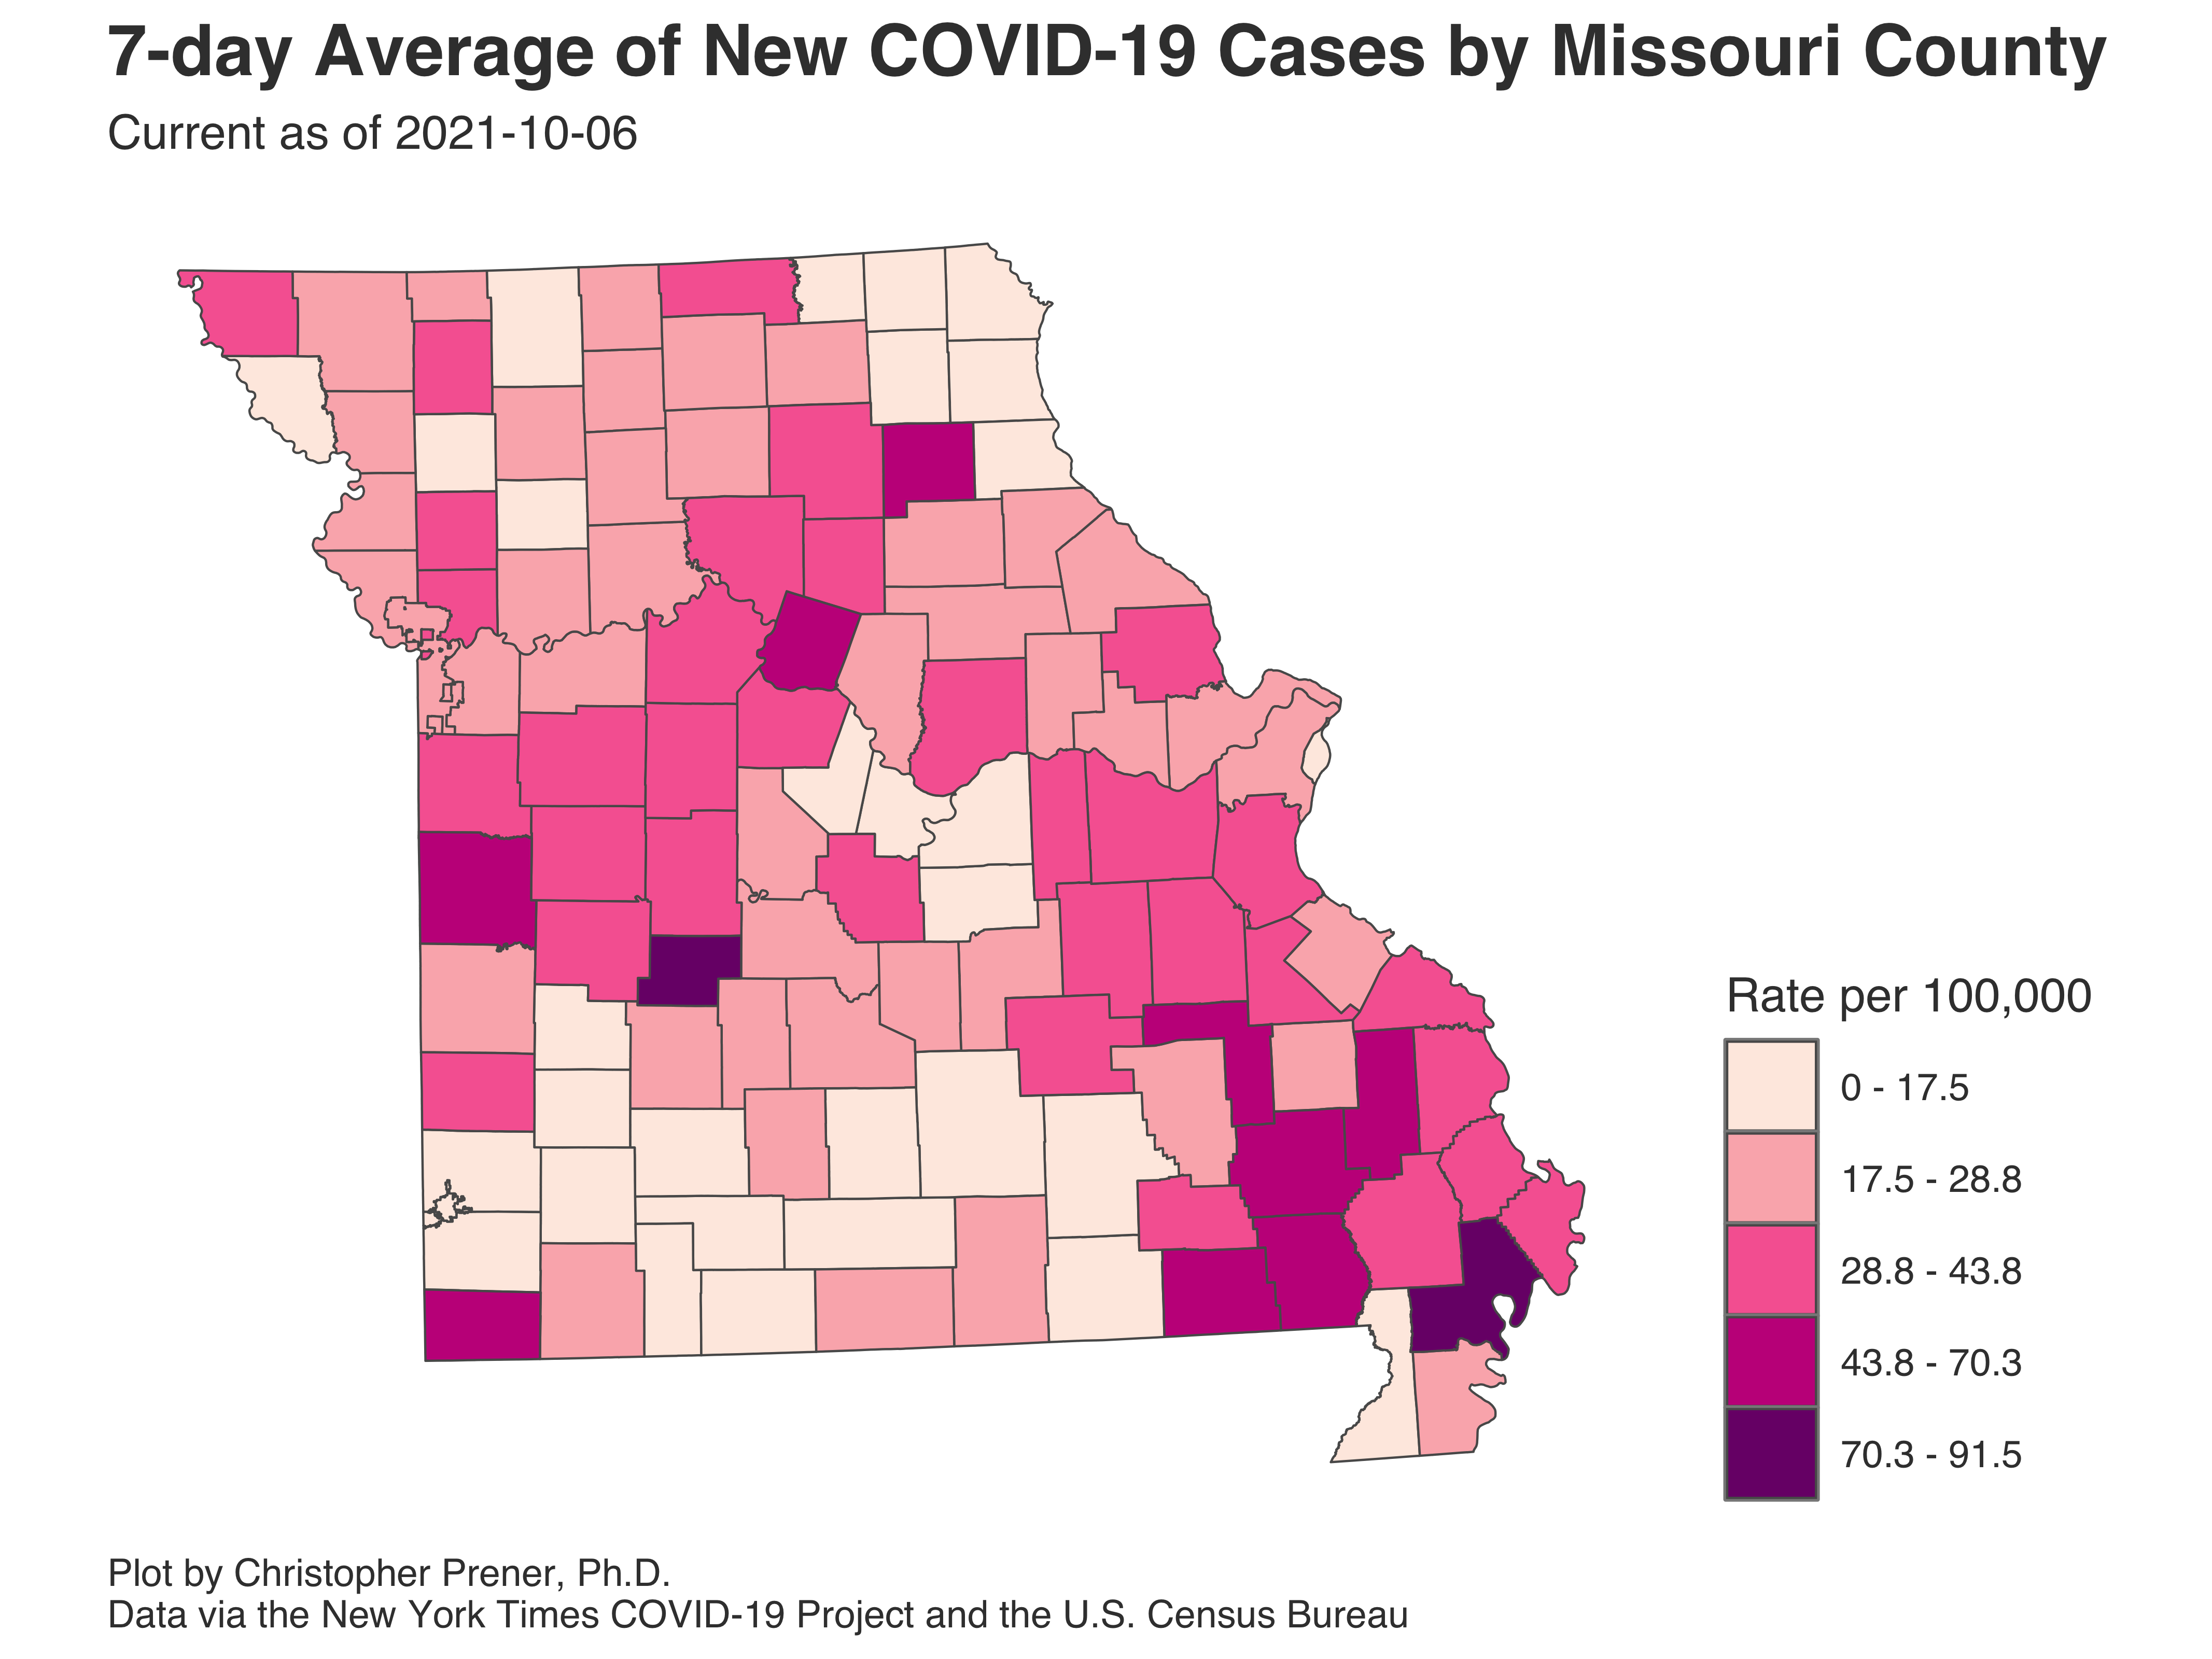 7-day Average of New COVID-19 Cases by Missouri County
Current as of 2021-10-06
Rate per 100,000
0 - 17.5
17.5 - 28.8
28.8 - 43.8
43.8 - 70.3
70.3 - 91.5
Plot by Christopher Prener, Ph.D.
Data via the New York Times COVID-19 Project and the U.S. Census Bureau